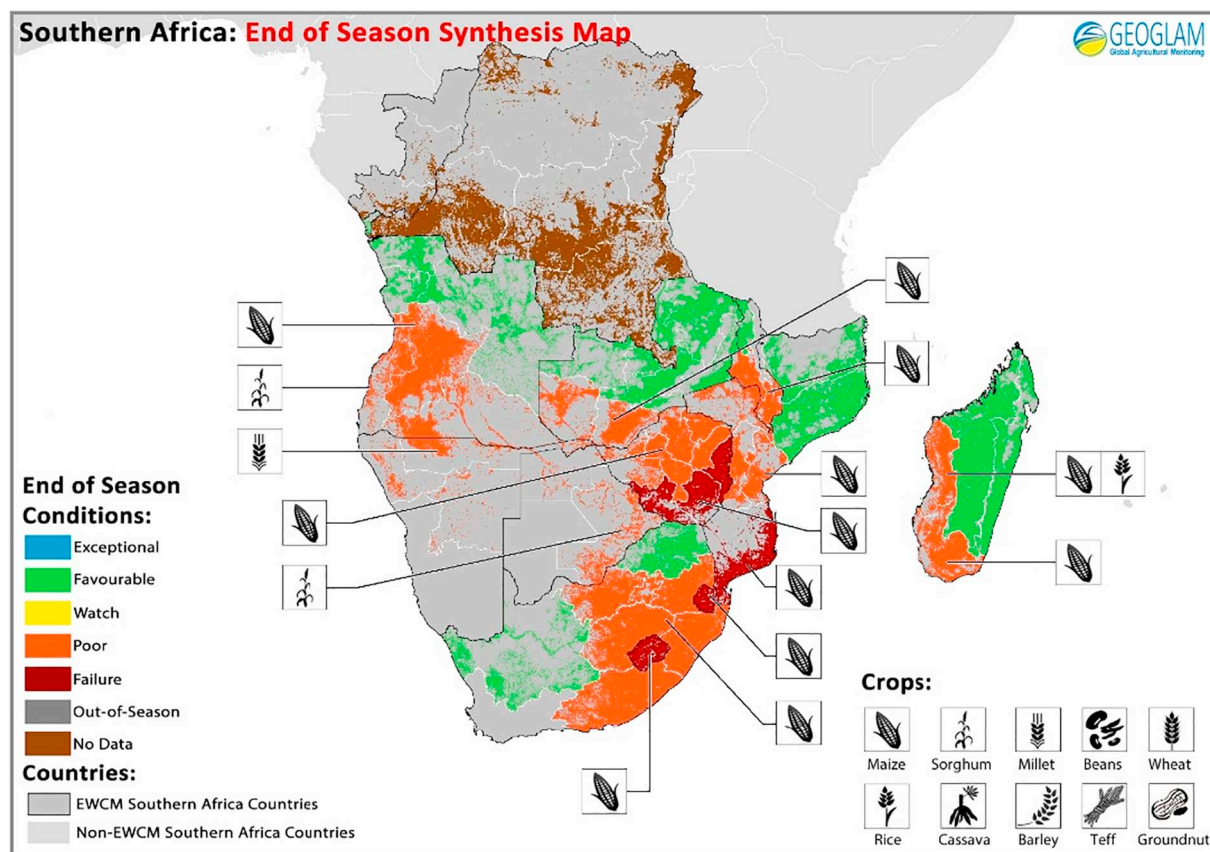 Southern Africa: End of Season Synthesis Map
GEOGLAM
Global Agricultural Monitoring
End of Season
Conditions:
Exceptional
Favourable
Watch
Poor
Failure
Out-of-Season
No Data
Countries:
EWCM Southern Africa Countries
Non-EWCM Southern Africa Countries
Crops:
Maize Sorghum Millet Beans Wheat
Rice Cassava Barley Teff Groundnut